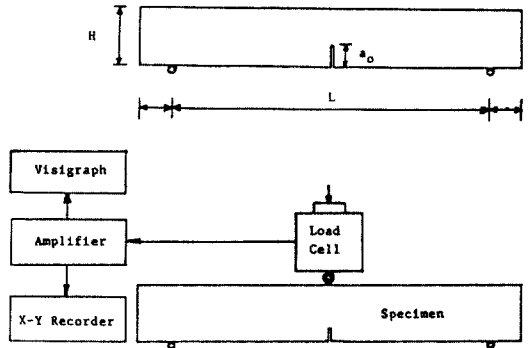 H
a₀
L
Visigraph
Amplifier
Load
Cell
X-Y Recorder
Specimen